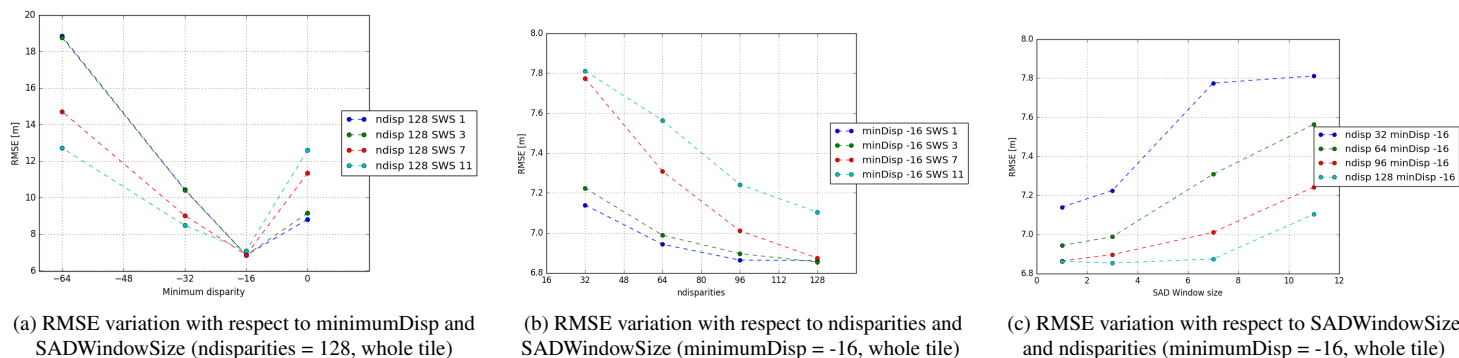 20
18
16
14
12
10
8
6
RMSE [m]
−64
−48
−32
−16
0
Minimum disparity
ndisp 128 SWS 1
ndisp 128 SWS 3
ndisp 128 SWS 7
ndisp 128 SWS 11
(a) RMSE variation with respect to minimumDisp and
SADWindowSize (ndisparities = 128, whole tile)
8.0
7.8
7.6
7.4
7.2
7.0
6.8
RMSE [m]
16
32
48
64
80
96
112
128
ndisparities
minDisp -16 SWS 1
minDisp -16 SWS 3
minDisp -16 SWS 7
minDisp -16 SWS 11
(b) RMSE variation with respect to ndisparities and
SADWindowSize (minimumDisp = -16, whole tile)
8.0
7.8
7.6
7.4
7.2
7.0
6.8
RMSE [m]
0
2
4
6
8
10
12
SAD Window size
ndisp 32 minDisp -16
ndisp 64 minDisp -16
ndisp 96 minDisp -16
ndisp 128 minDisp -16
(c) RMSE variation with respect to SADWindowSize
and ndisparities (minimumDisp = -16, whole tile)